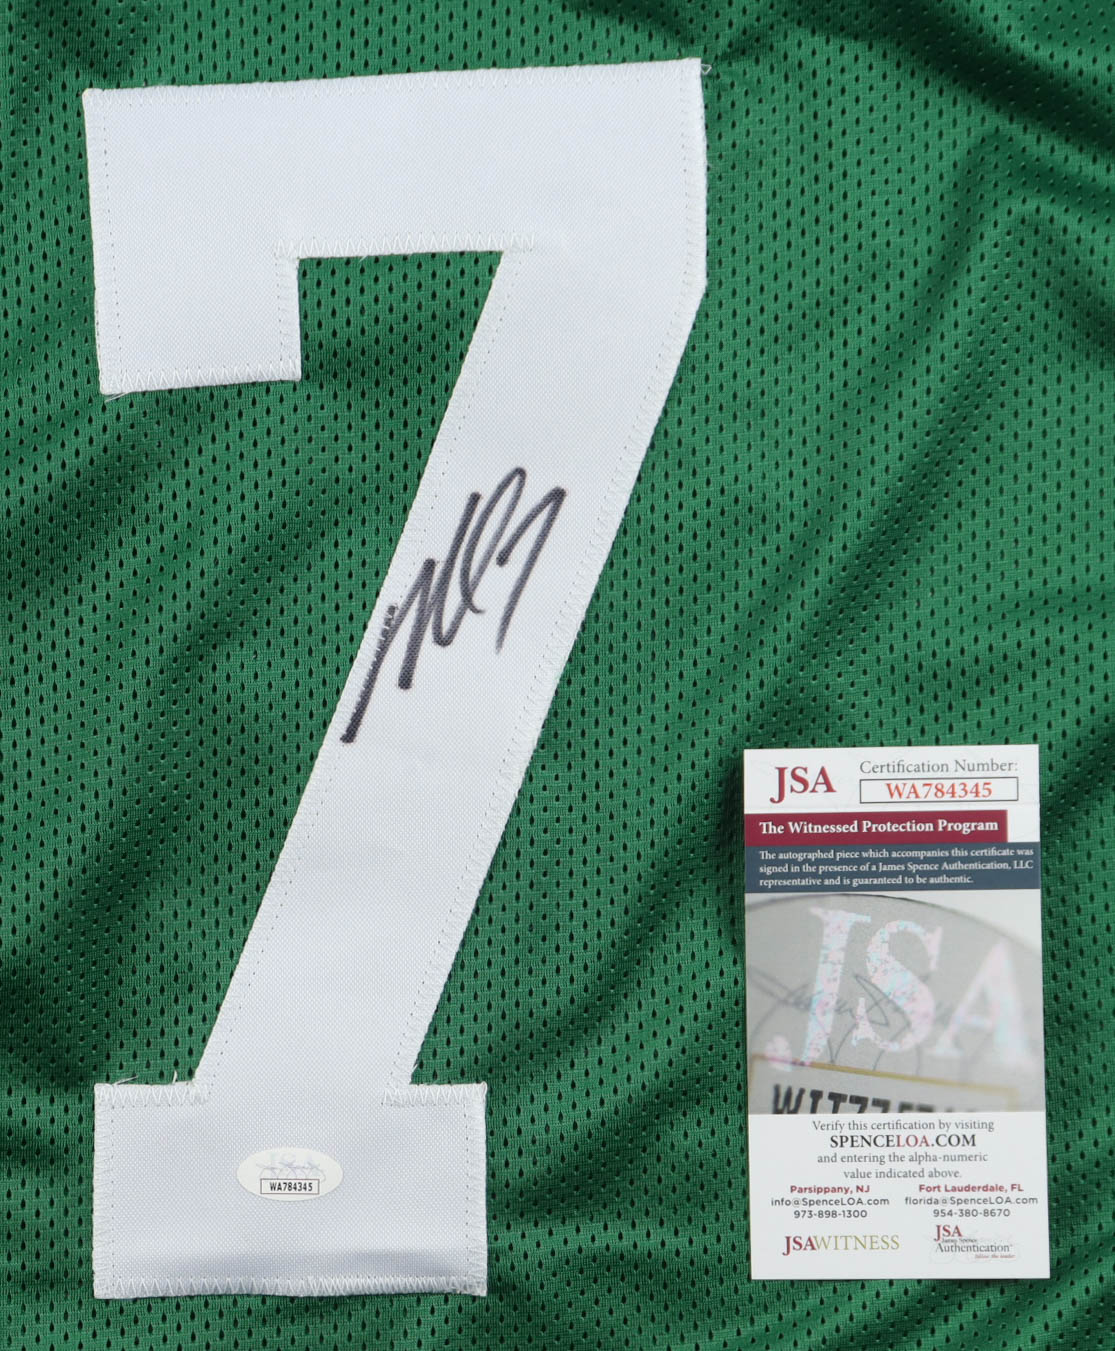 7
JSA
WA784345
JSA
Certification Number:
WA784345
The Witnessed Protection Program
The autographed piece which accompanies this certificate was
signed in the presence of a James Spence Authentication, LLC
representative and is guaranteed to be authentic.
JSA
Verify this certification by visiting
SPENCELOA.COM
and entering the alpha-numeric
value indicated above.
Parsippany, NJ
info@SpenceLOA.com
973-898-1300
Fort Lauderdale, FL
florida@SpenceLOA.com
954-380-8670
JSAWITNESS
JSA
James Spence
Authentication